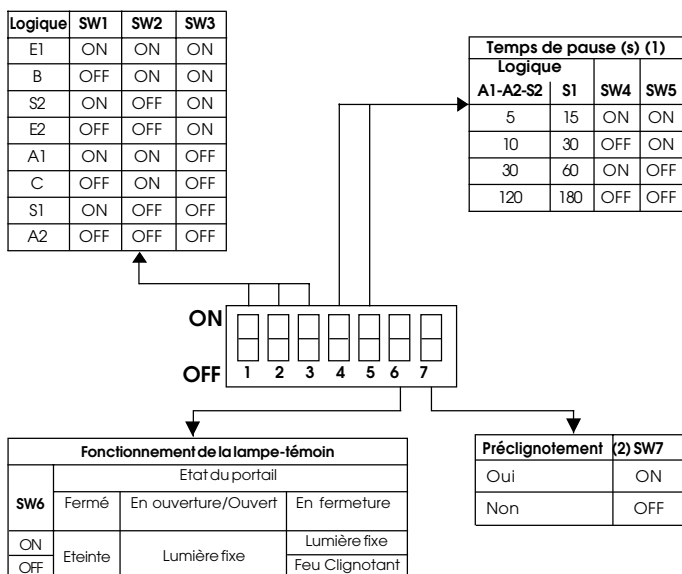 Logique SW1 SW2 SW3
E1 ON ON ON
B OFF ON ON
S2 ON OFF ON
E2 OFF OFF ON
A1 ON ON OFF
C OFF ON OFF
S1 ON OFF OFF
A2 OFF OFF OFF
Temps de pause (s) (1)
Logique
A1-A2-S2 S1 SW4 SW5
5 15 ON ON
10 30 OFF ON
30 60 ON OFF
120 180 OFF OFF
ON
OFF 1 2 3 4 5 6 7
Fonctionnement de la lampe-témoin
Etat du portail
SW6 Fermé En ouverture/Ouvert En fermeture
ON Eteinte Lumière fixe Lumière fixe
OFF Feu Clignotant
Préclignotement (2) SW7
Oui ON
Non OFF